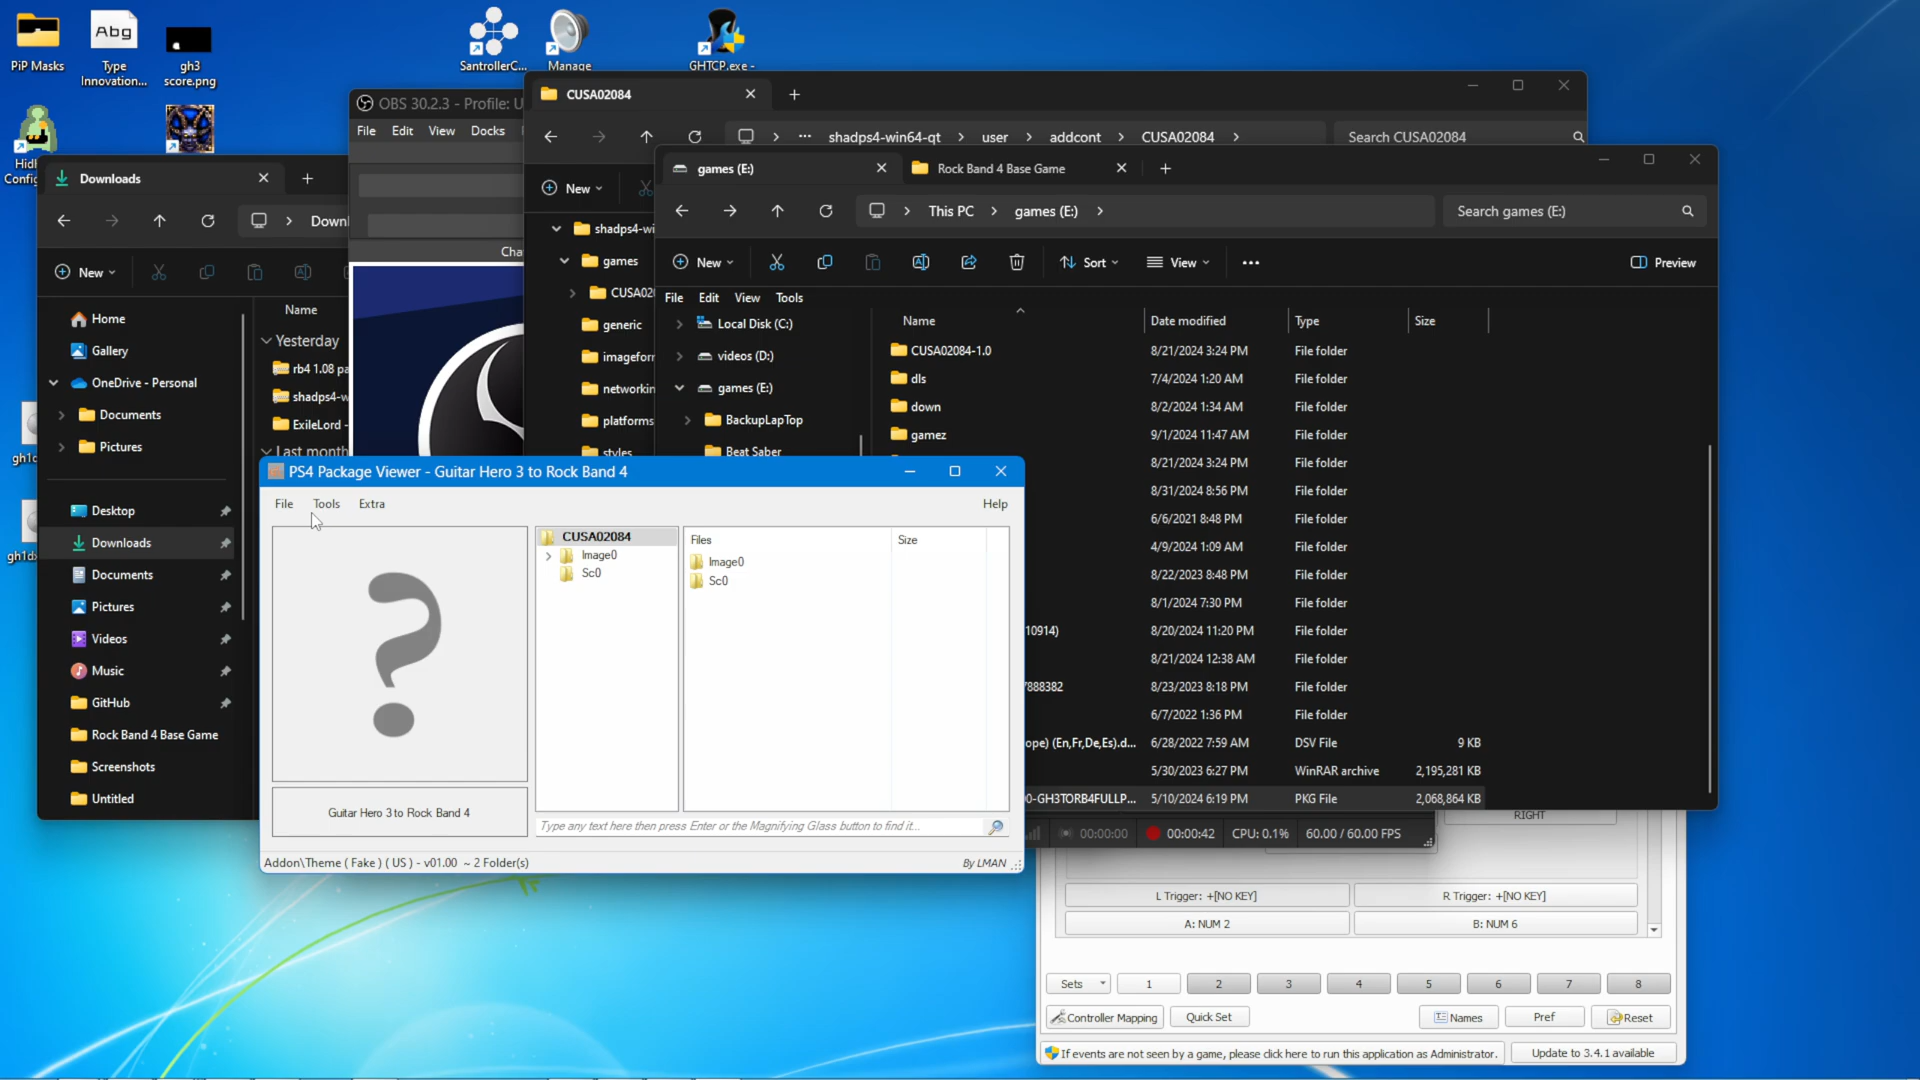 PiP Masks
Abg
Type
Innovation...
gh3
score.png
SantrollerC...
Manage
GHTCP.exe -
Hidl
Config
gh1d
gh1dx
OBS 30.2.3 - Profile: U
File Edit View Docks
Cha
CUSA02084
shadps4-win64-qt user addcont CUSA02084
Search CUSA02084
New
shadps4-wi
games
CUSA02
generic
imageforn
networkin
platforms
styles
Downloads
Downl
New
Home
Gallery
OneDrive - Personal
Documents
Pictures
Desktop
Downloads
Documents
Pictures
Videos
Music
GitHub
Rock Band 4 Base Game
Screenshots
Untitled
Name
Yesterday
rb4 1.08 pa
shadps4-w
ExileLord -
Last month
games (E:)
Rock Band 4 Base Game
This PC games (E:)
Search games (E:)
New Sort View ... Preview
File Edit View Tools
Local Disk (C:)
videos (D:)
games (E:)
BackupLapTop
Beat Saber
Name Date modified Type Size
CUSA02084-1.0 8/21/2024 3:24 PM File folder
dls 7/4/2024 1:20 AM File folder
down 8/2/2024 1:34 AM File folder
gamez 9/1/2024 11:47 AM File folder
8/21/2024 3:24 PM File folder
8/31/2024 8:56 PM File folder
6/6/2021 8:48 PM File folder
4/9/2024 1:09 AM File folder
8/22/2023 8:48 PM File folder
8/1/2024 7:30 PM File folder
10914) 8/20/2024 11:20 PM File folder
8/21/2024 12:38 AM File folder
7888382 8/23/2023 8:18 PM File folder
6/7/2022 1:36 PM File folder
ope) (En,Fr,De,Es).d... 6/28/2022 7:59 AM DSV File 9 KB
5/30/2023 6:27 PM WinRAR archive 2,195,281 KB
0-GH3TORB4FULLP... 5/10/2024 6:19 PM PKG File 2,068,864 KB
PS4 Package Viewer - Guitar Hero 3 to Rock Band 4
File Tools Extra Help
?
Guitar Hero 3 to Rock Band 4
CUSA02084
Image0
Sc0
Files Size
Image0
Sc0
Type any text here then press Enter or the Magnifying Glass button to find it...
Addon\Theme ( Fake ) ( US ) - v01.00 ~ 2 Folder(s)
By LMAN
00:00:00 00:00:42 CPU: 0.1% 60.00 / 60.00 FPS
RIGHT
L Trigger: +[NO KEY] R Trigger: +[NO KEY]
A: NUM 2 B: NUM 6
Sets 1 2 3 4 5 6 7 8
Controller Mapping Quick Set Names Pref Reset
If events are not seen by a game, please click here to run this application as Administrator. Update to 3.4.1 available